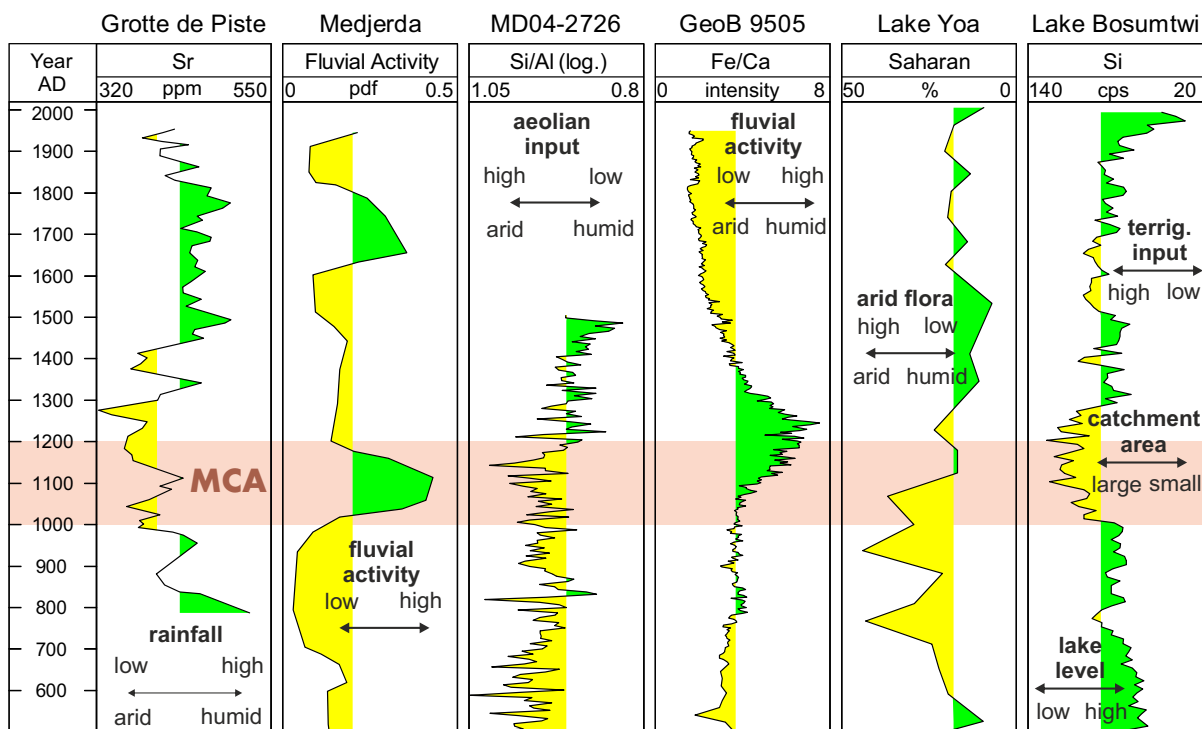 Grotte de Piste Medjerda MD04-2726 GeoB 9505 Lake Yoa Lake Bosumtwi
Year
AD
Sr
320 ppm 550
Fluvial Activity
0 pdf 0.5
Si/Al (log.)
1.05 0.8
Fe/Ca
0 intensity 8
Saharan
50 % 0
Si
140 cps 20
2000
1900
1800
1700
1600
1500
1400
1300
1200
1100
1000
900
800
700
600
MCA
rainfall
low high
arid humid
fluvial
activity
low high
aeolian
input
high low
arid humid
fluvial
activity
low high
arid humid
arid flora
high low
arid humid
terrig.
input
high low
catchment
area
large small
lake
level
low high